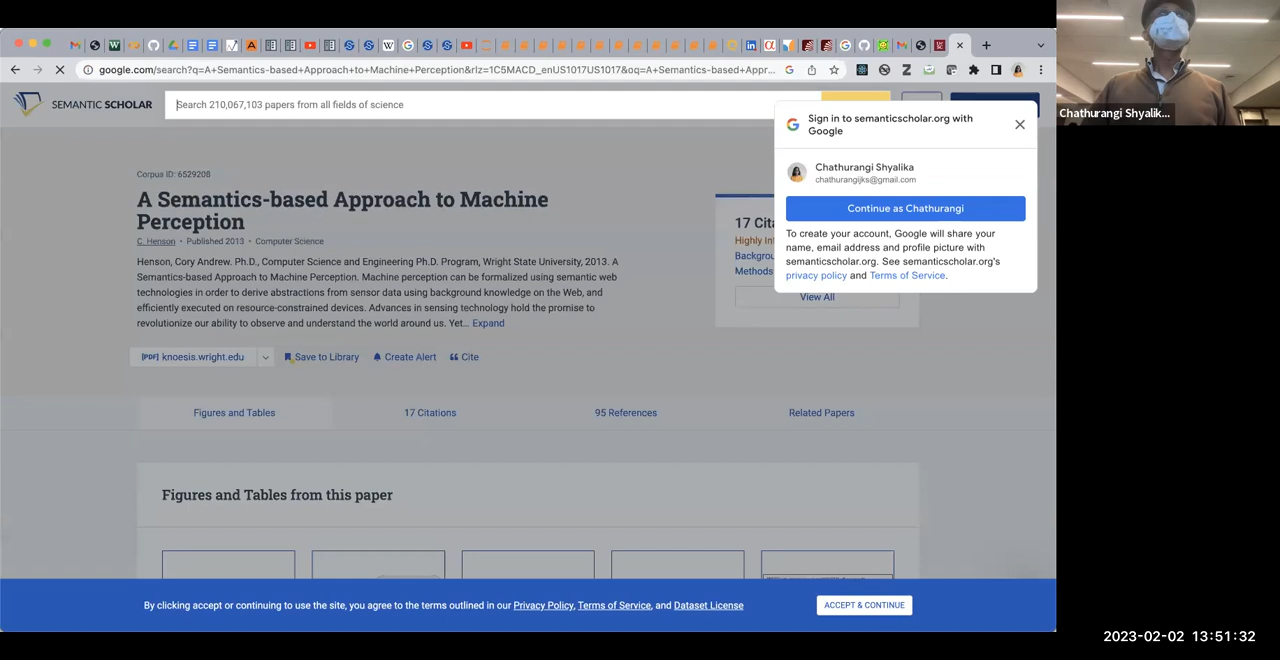 google.com/search?q=A+Semantics-based+Approach+to+Machine+Perception&rlz=1C5MACD_enUS1017US1017&oq=A+Semantics-based+Appr...
SEMANTIC SCHOLAR
Search 210,067,103 papers from all fields of science
Sign in to semanticscholar.org with
Google
Chathurangi Shyalika
chathurangijks@gmail.com
Continue as Chathurangi
To create your account, Google will share your
name, email address and profile picture with
semanticscholar.org. See semanticscholar.org's
privacy policy and Terms of Service.
View All
Corpus ID: 6529208
A Semantics-based Approach to Machine
Perception
C. Henson • Published 2013 • Computer Science
Henson, Cory Andrew. Ph.D., Computer Science and Engineering Ph.D. Program, Wright State University, 2013. A
Semantics-based Approach to Machine Perception. Machine perception can be formalized using semantic web
technologies in order to derive abstractions from sensor data using background knowledge on the Web, and
efficiently executed on resource-constrained devices. Advances in sensing technology hold the promise to
revolutionize our ability to observe and understand the world around us. Yet… Expand
17 Cita
Highly In
Backgrou
Methods
[PDF] knoesis.wright.edu
Save to Library
Create Alert
Cite
Figures and Tables
17 Citations
95 References
Related Papers
Figures and Tables from this paper
By clicking accept or continuing to use the site, you agree to the terms outlined in our Privacy Policy, Terms of Service, and Dataset License
ACCEPT & CONTINUE
Chathurangi Shyalik...
2023-02-02 13:51:32